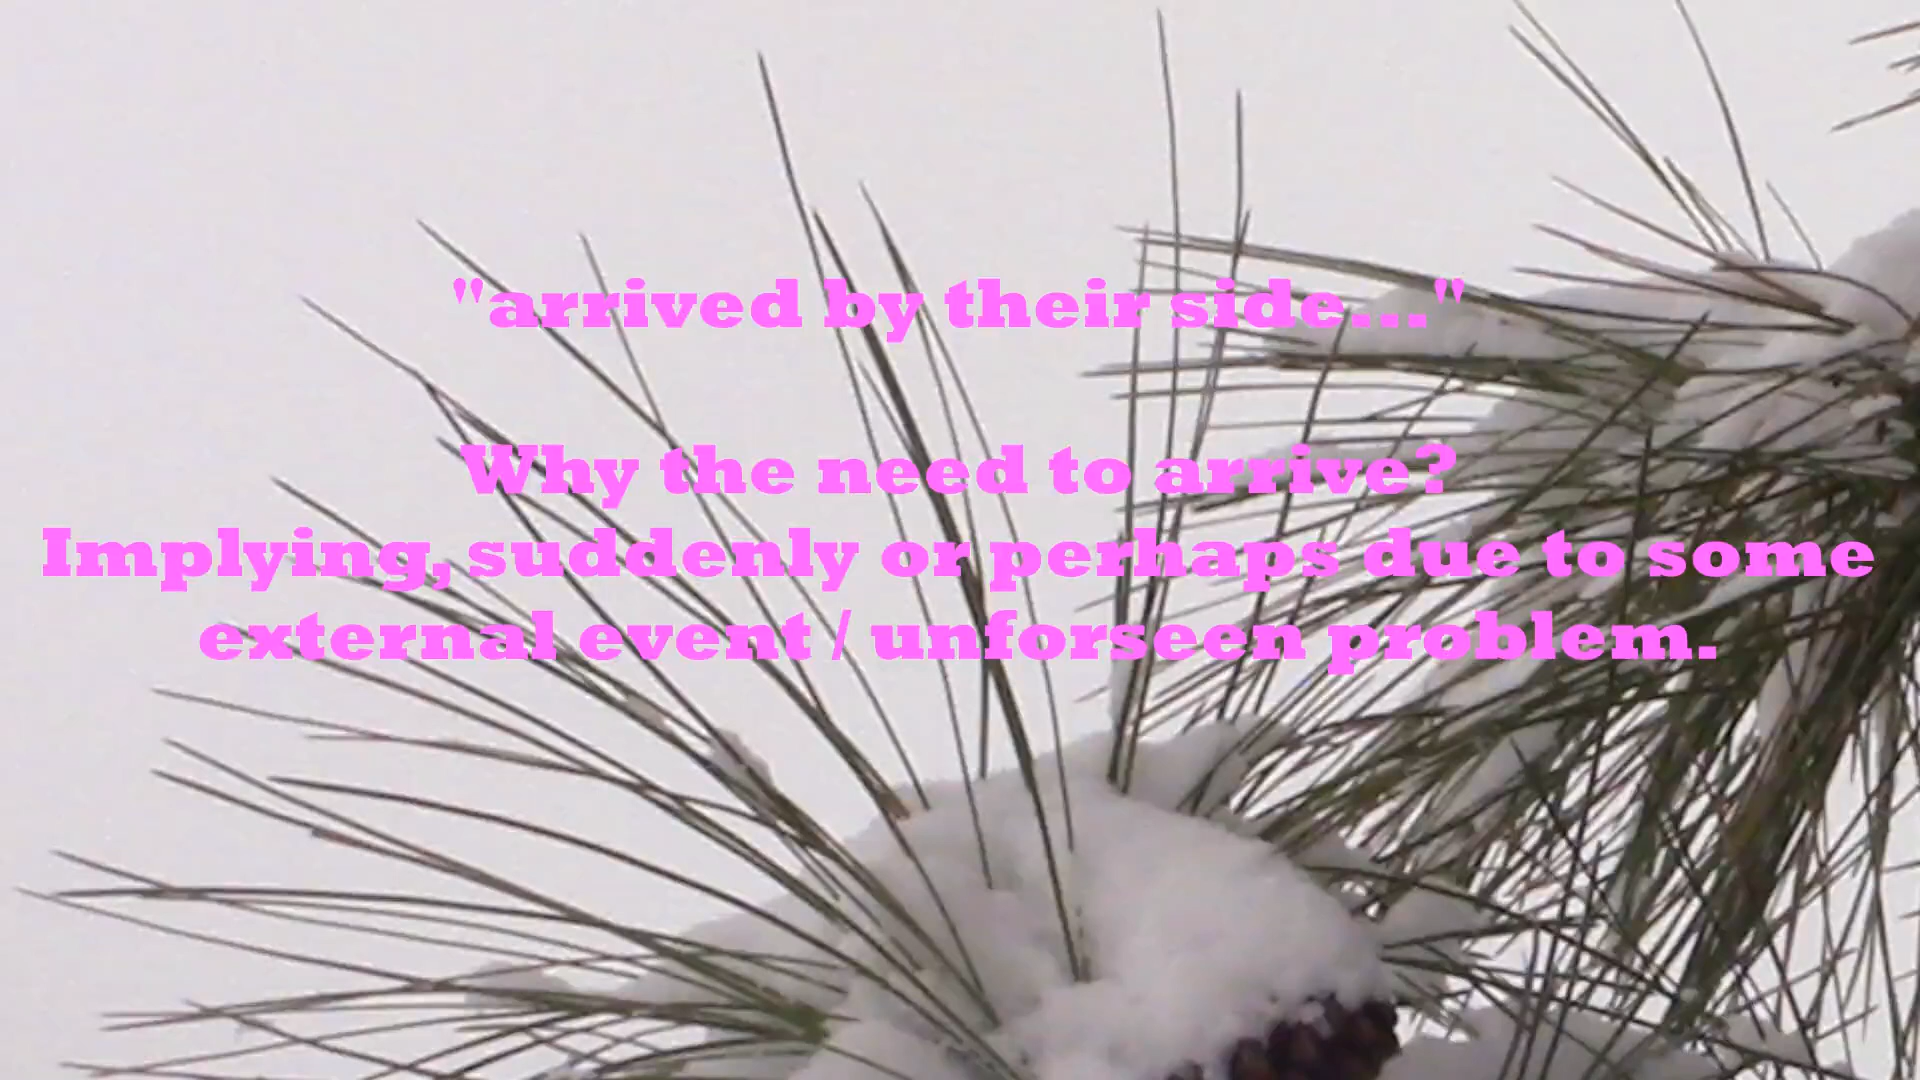 "arrived by their side..."
Why the need to arrive?
Implying, suddenly or perhaps due to some
external event / unforseen problem.